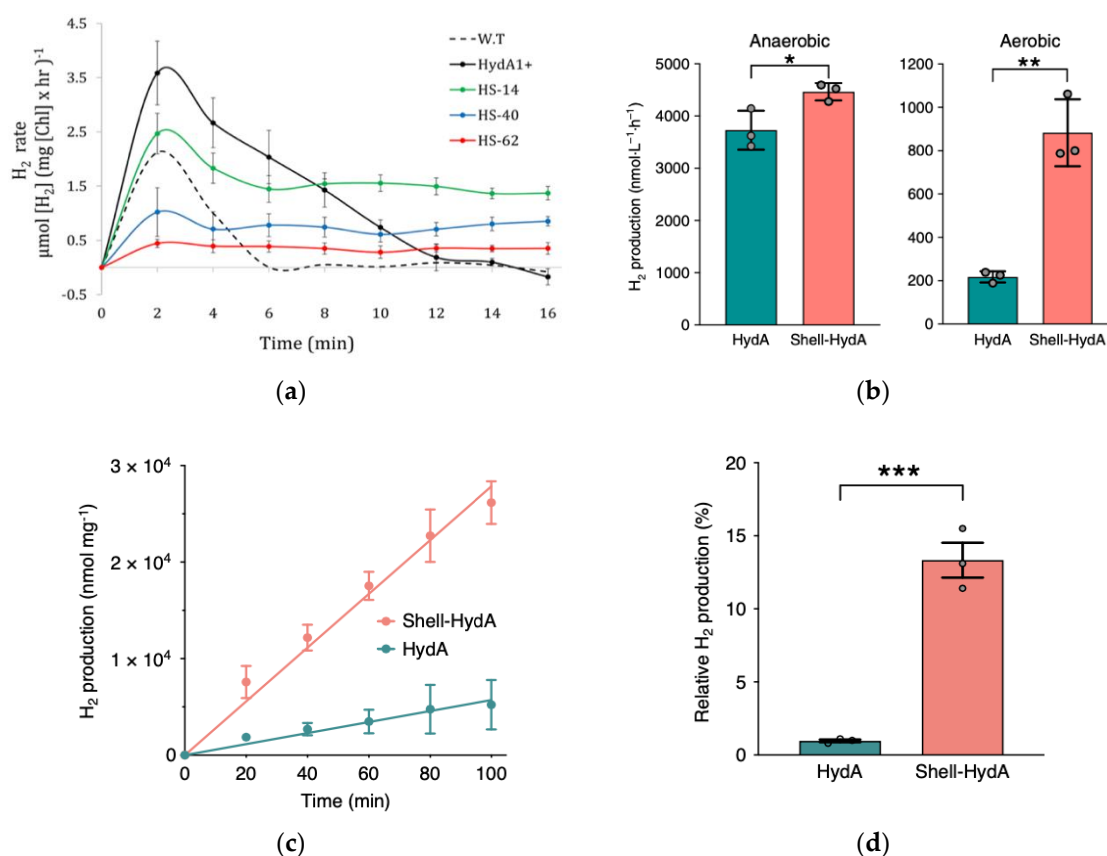 H₂ rate
µmol [H₂] (mg [Chl] x hr )⁻¹
4.5
3.5
2.5
1.5
0.5
-0.5
0
2
4
6
8
10
12
14
16
Time (min)
W.T
HydA1+
HS-14
HS-40
HS-62
(a)
Anaerobic
*
H₂ production (nmol·L⁻¹·h⁻¹)
5000
4000
3000
2000
1000
0
HydA
Shell-HydA
Aerobic
**
1200
1000
800
600
400
200
0
HydA
Shell-HydA
(b)
H₂ production (nmol mg⁻¹)
3 × 10⁴
2 × 10⁴
1 × 10⁴
0
Shell-HydA
HydA
0
20
40
60
80
100
Time (min)
(c)
Relative H₂ production (%)
20
15
10
5
0
***
HydA
Shell-HydA
(d)